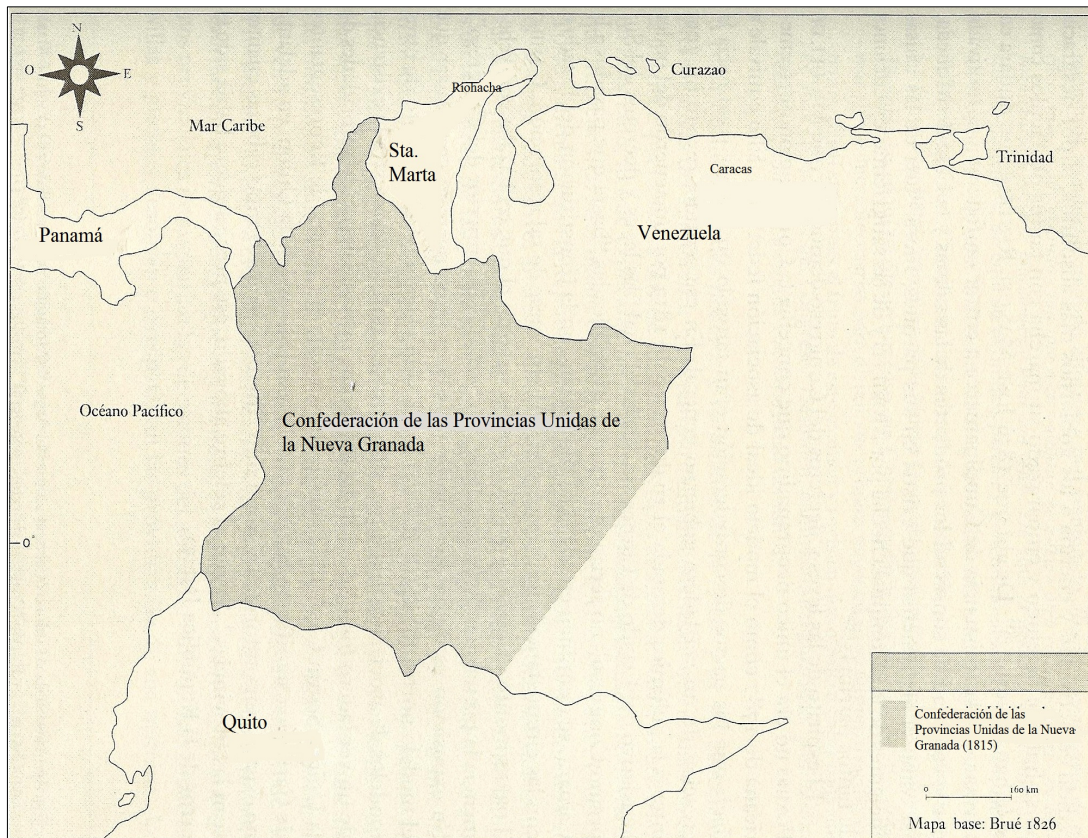 N
O
E
S
Mar Caribe
Riohacha
Curazao
Sta.
Marta
Caracas
Trinidad
Panamá
Venezuela
Océano Pacífico
Confederación de las Provincias Unidas de
la Nueva Granada
0°
Quito
Confederación de las
Provincias Unidas de la Nueva
Granada (1815)
0
160 km
Mapa base: Brué 1826